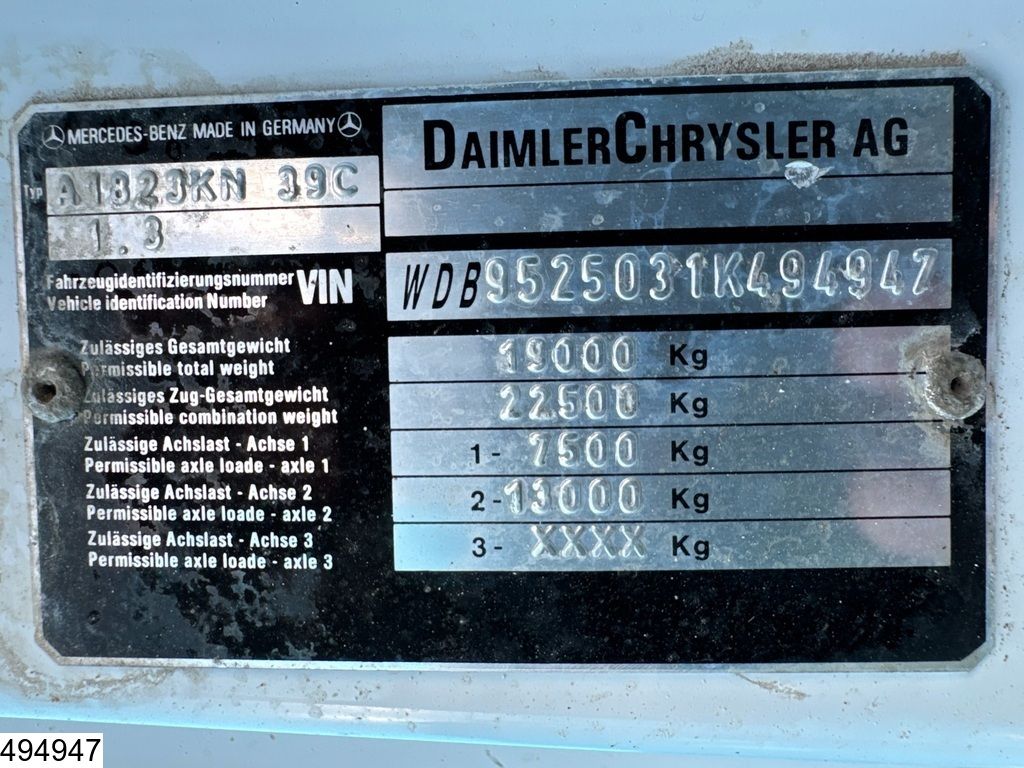 MERCEDES-BENZ MADE IN GERMANY
DAIMLERCHRYSLER AG
Typ A1823KN 39C
1.3
Fahrzeugidentifizierungsnummer
Vehicle identification Number VIN
WDB9525031K494947
Zulässiges Gesamtgewicht
Permissible total weight
19000 Kg
Zulässiges Zug-Gesamtgewicht
Permissible combination weight
22500 Kg
Zulässige Achslast - Achse 1
Permissible axle loade - axle 1
1- 7500 Kg
Zulässige Achslast - Achse 2
Permissible axle loade - axle 2
2- 13000 Kg
Zulässige Achslast - Achse 3
Permissible axle loade - axle 3
3- XXXX Kg
494947